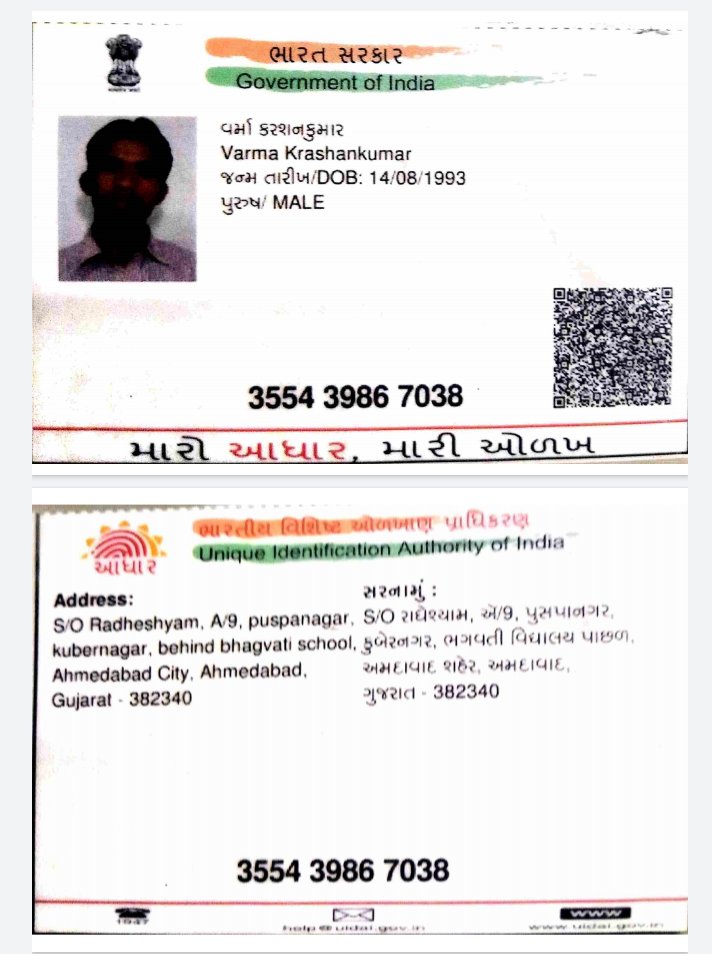 ભારત સરકાર
Government of India
વર્મા કરશનકુમાર
Varma Krashankumar
જન્મ તારીખ/DOB: 14/08/1993
પુરુષ/ MALE
3554 3986 7038
મારો આધાર, મારી ઓળખ
ભારતીય વિશિષ્ટ ઓળખાણ પ્રાધિકરણ
Unique Identification Authority of India
આધાર
Address:
S/O Radheshyam, A/9, puspanagar,
kubernagar, behind bhagvati school,
Ahmedabad City, Ahmedabad,
Gujarat - 382340
સરનામું :
S/O રાધેશ્યામ, એ/9, પુસપાનગર,
કુબેરનગર, ભગવતી વિદ્યાલય પાછળ,
અમદાવાદ શહેર, અમદાવાદ,
ગુજરાત - 382340
3554 3986 7038
1947
help@uidai.gov.in
www
www.uidai.gov.in